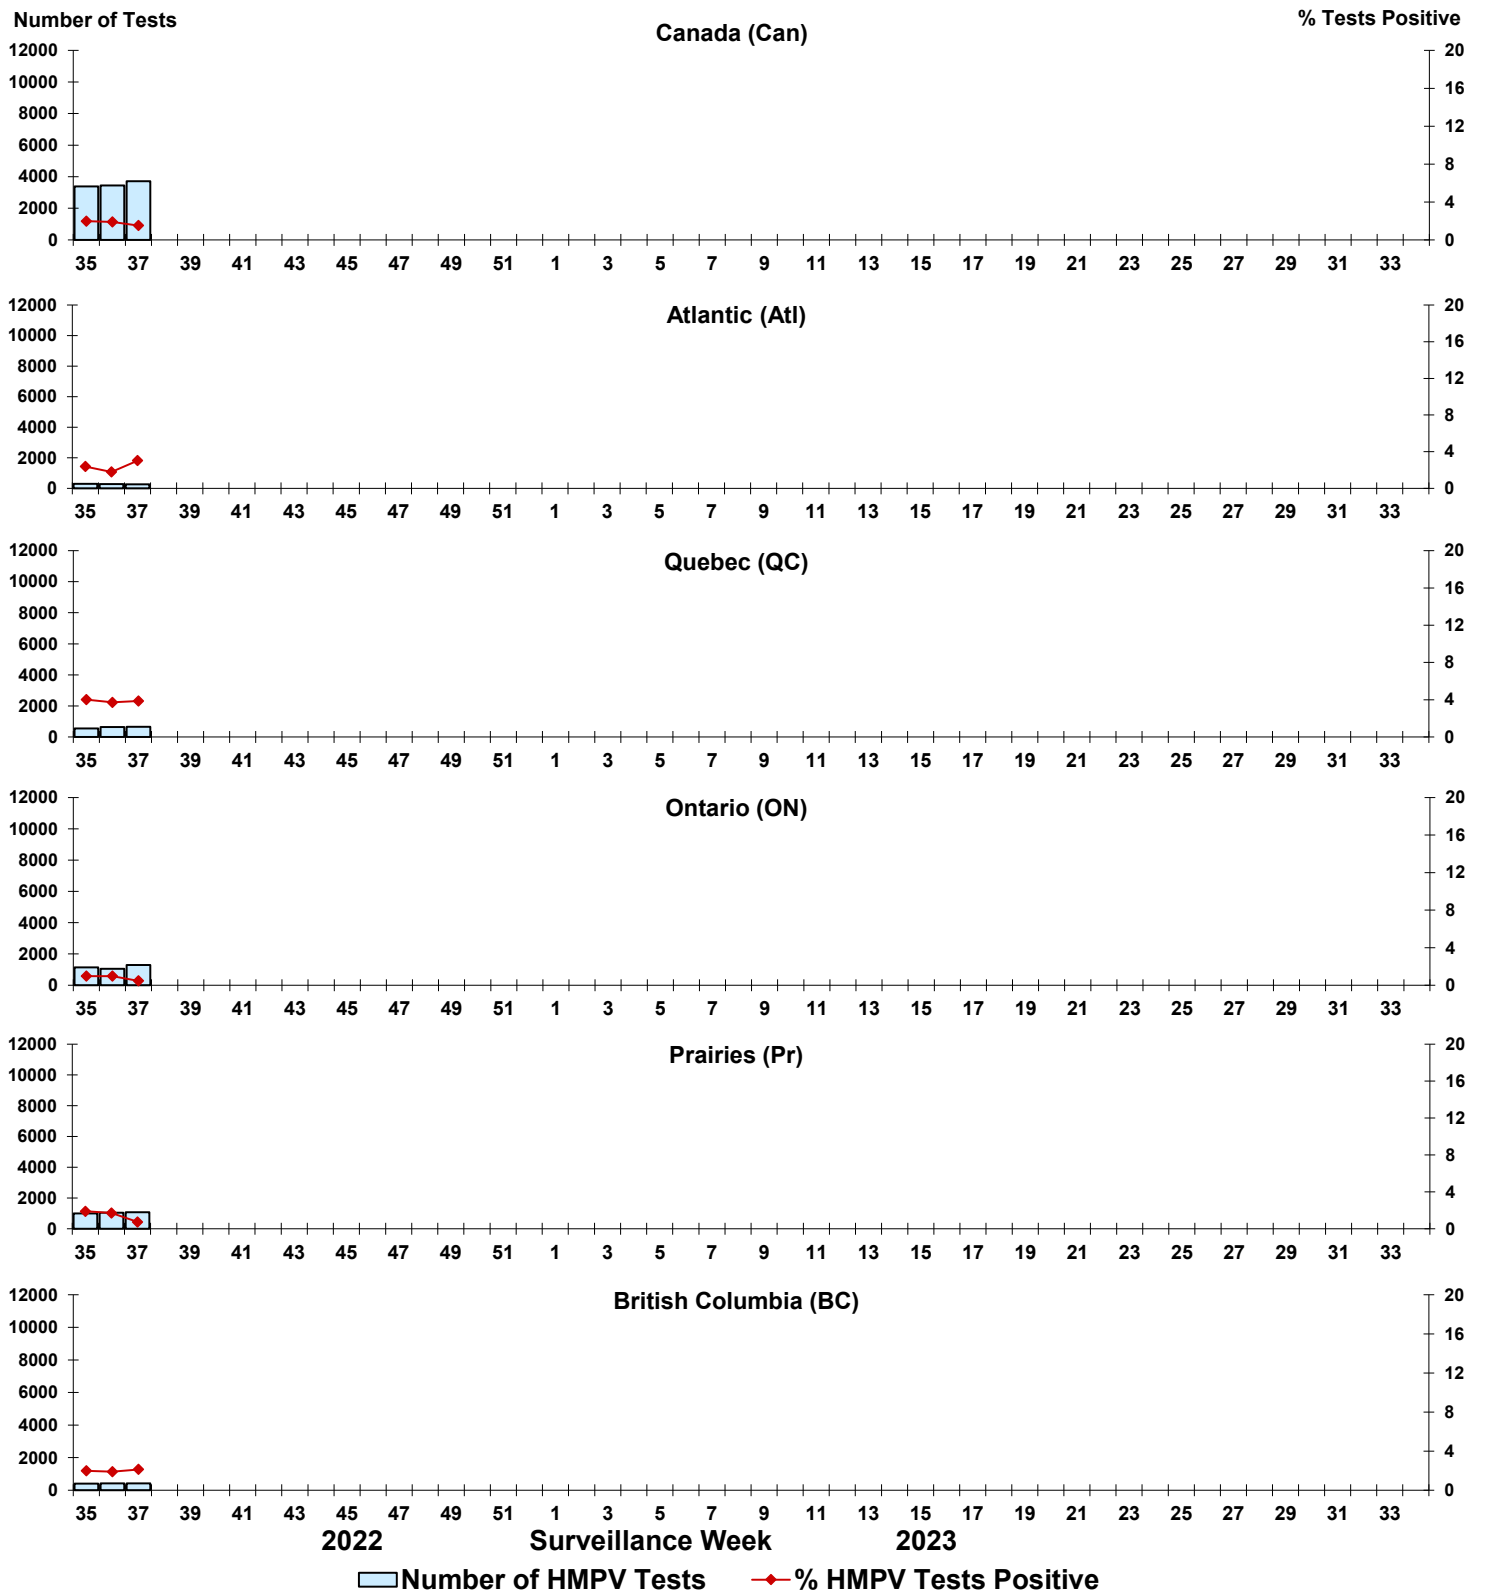 Number of Tests
% Tests Positive
Canada (Can)
12000 20
10000 16
8000 12
6000 8
4000 4
2000 0
0
35 37 39 41 43 45 47 49 51 1 3 5 7 9 11 13 15 17 19 21 23 25 27 29 31 33
Atlantic (Atl)
12000 20
10000 16
8000 12
6000 8
4000 4
2000 0
0
35 37 39 41 43 45 47 49 51 1 3 5 7 9 11 13 15 17 19 21 23 25 27 29 31 33
Quebec (QC)
12000 20
10000 16
8000 12
6000 8
4000 4
2000 0
0
35 37 39 41 43 45 47 49 51 1 3 5 7 9 11 13 15 17 19 21 23 25 27 29 31 33
Ontario (ON)
12000 20
10000 16
8000 12
6000 8
4000 4
2000 0
0
35 37 39 41 43 45 47 49 51 1 3 5 7 9 11 13 15 17 19 21 23 25 27 29 31 33
Prairies (Pr)
12000 20
10000 16
8000 12
6000 8
4000 4
2000 0
0
35 37 39 41 43 45 47 49 51 1 3 5 7 9 11 13 15 17 19 21 23 25 27 29 31 33
British Columbia (BC)
12000 20
10000 16
8000 12
6000 8
4000 4
2000 0
0
35 37 39 41 43 45 47 49 51 1 3 5 7 9 11 13 15 17 19 21 23 25 27 29 31 33
2022 Surveillance Week 2023
Number of HMPV Tests % HMPV Tests Positive